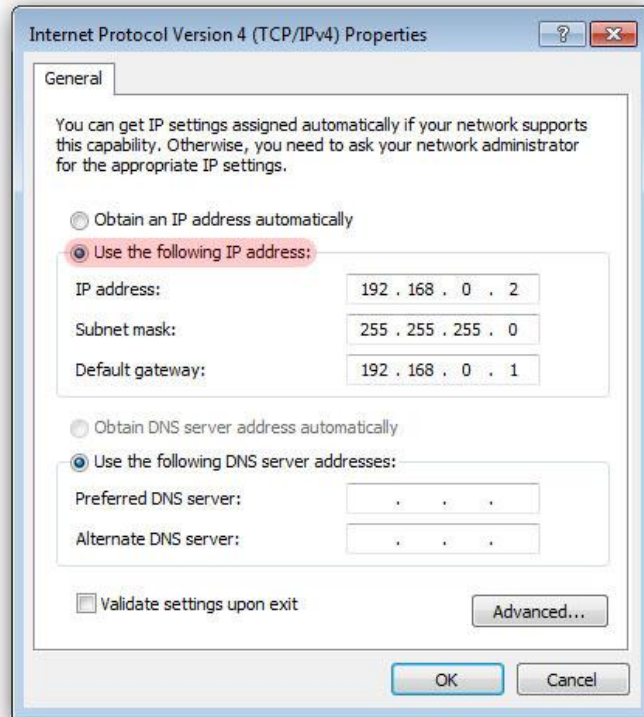 Internet Protocol Version 4 (TCP/IPv4) Properties
General
You can get IP settings assigned automatically if your network supports
this capability. Otherwise, you need to ask your network administrator
for the appropriate IP settings.
Obtain an IP address automatically
Use the following IP address:
IP address: 192 . 168 . 0 . 2
Subnet mask: 255 . 255 . 255 . 0
Default gateway: 192 . 168 . 0 . 1
Obtain DNS server address automatically
Use the following DNS server addresses:
Preferred DNS server: . . .
Alternate DNS server: . . .
Validate settings upon exit
Advanced...
OK Cancel